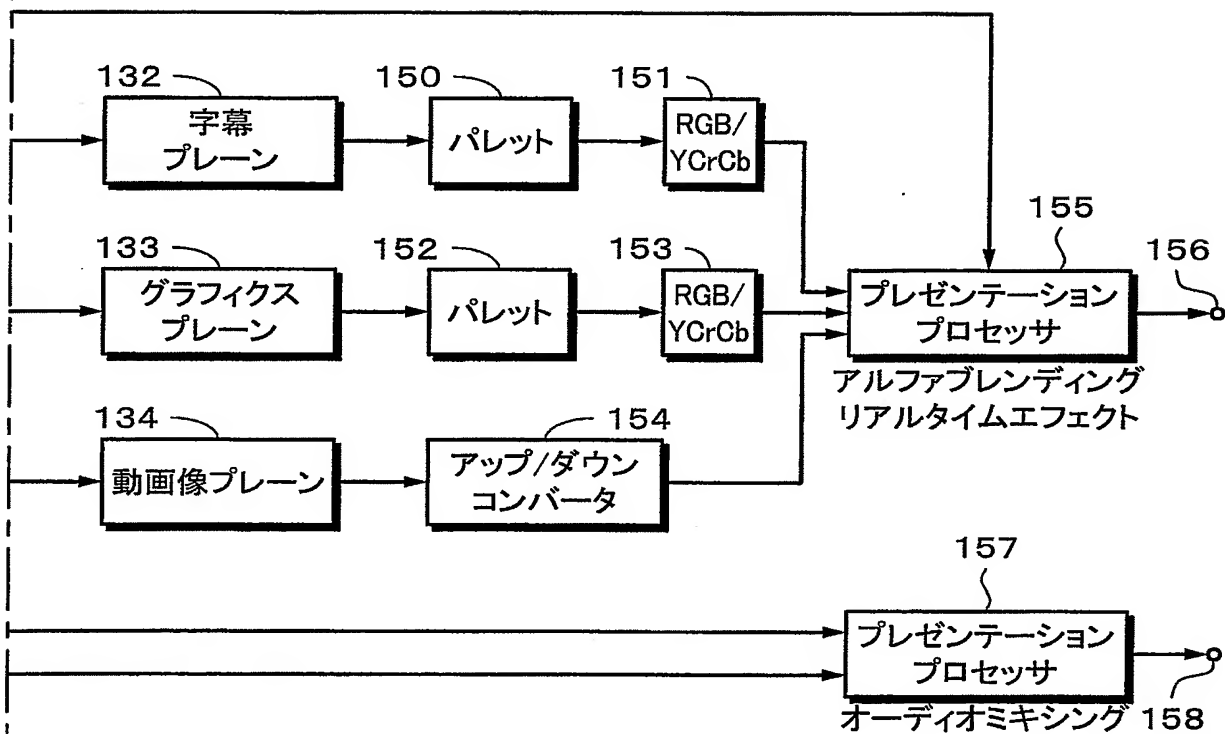 132
字幕
プレーン
150
パレット
151
RGB/
YCrCb
133
グラフィクス
プレーン
152
パレット
153
RGB/
YCrCb
155
プレゼンテーション
プロセッサ
156
アルファブレンディング
リアルタイムエフェクト
134
動画像プレーン
154
アップ/ダウン
コンバータ
157
プレゼンテーション
プロセッサ
オーディオミキシング
158